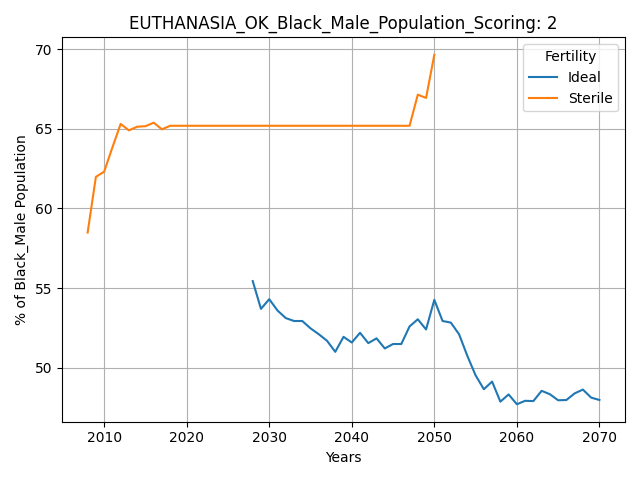 EUTHANASIA_OK_Black_Male_Population_Scoring: 2
Fertility
Ideal
Sterile
% of Black_Male Population
70
65
60
55
50
2010
2020
2030
2040
2050
2060
2070
Years